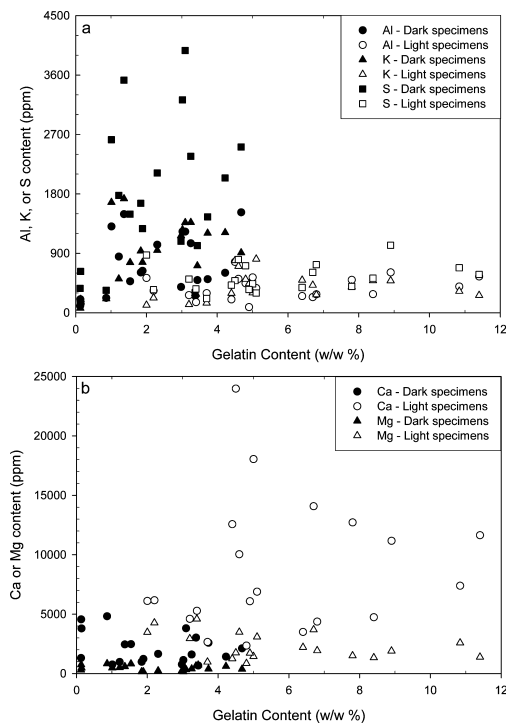 a
4500
3600
2700
1800
900
0
Al, K, or S content (ppm)
Al - Dark specimens
Al - Light specimens
K - Dark specimens
K - Light specimens
S - Dark specimens
S - Light specimens
0 2 4 6 8 10 12
Gelatin Content (w/w %)
b
25000
20000
15000
10000
5000
0
Ca or Mg content (ppm)
Ca - Dark specimens
Ca - Light specimens
Mg - Dark specimens
Mg - Light specimens
0 2 4 6 8 10 12
Gelatin Content (w/w %)